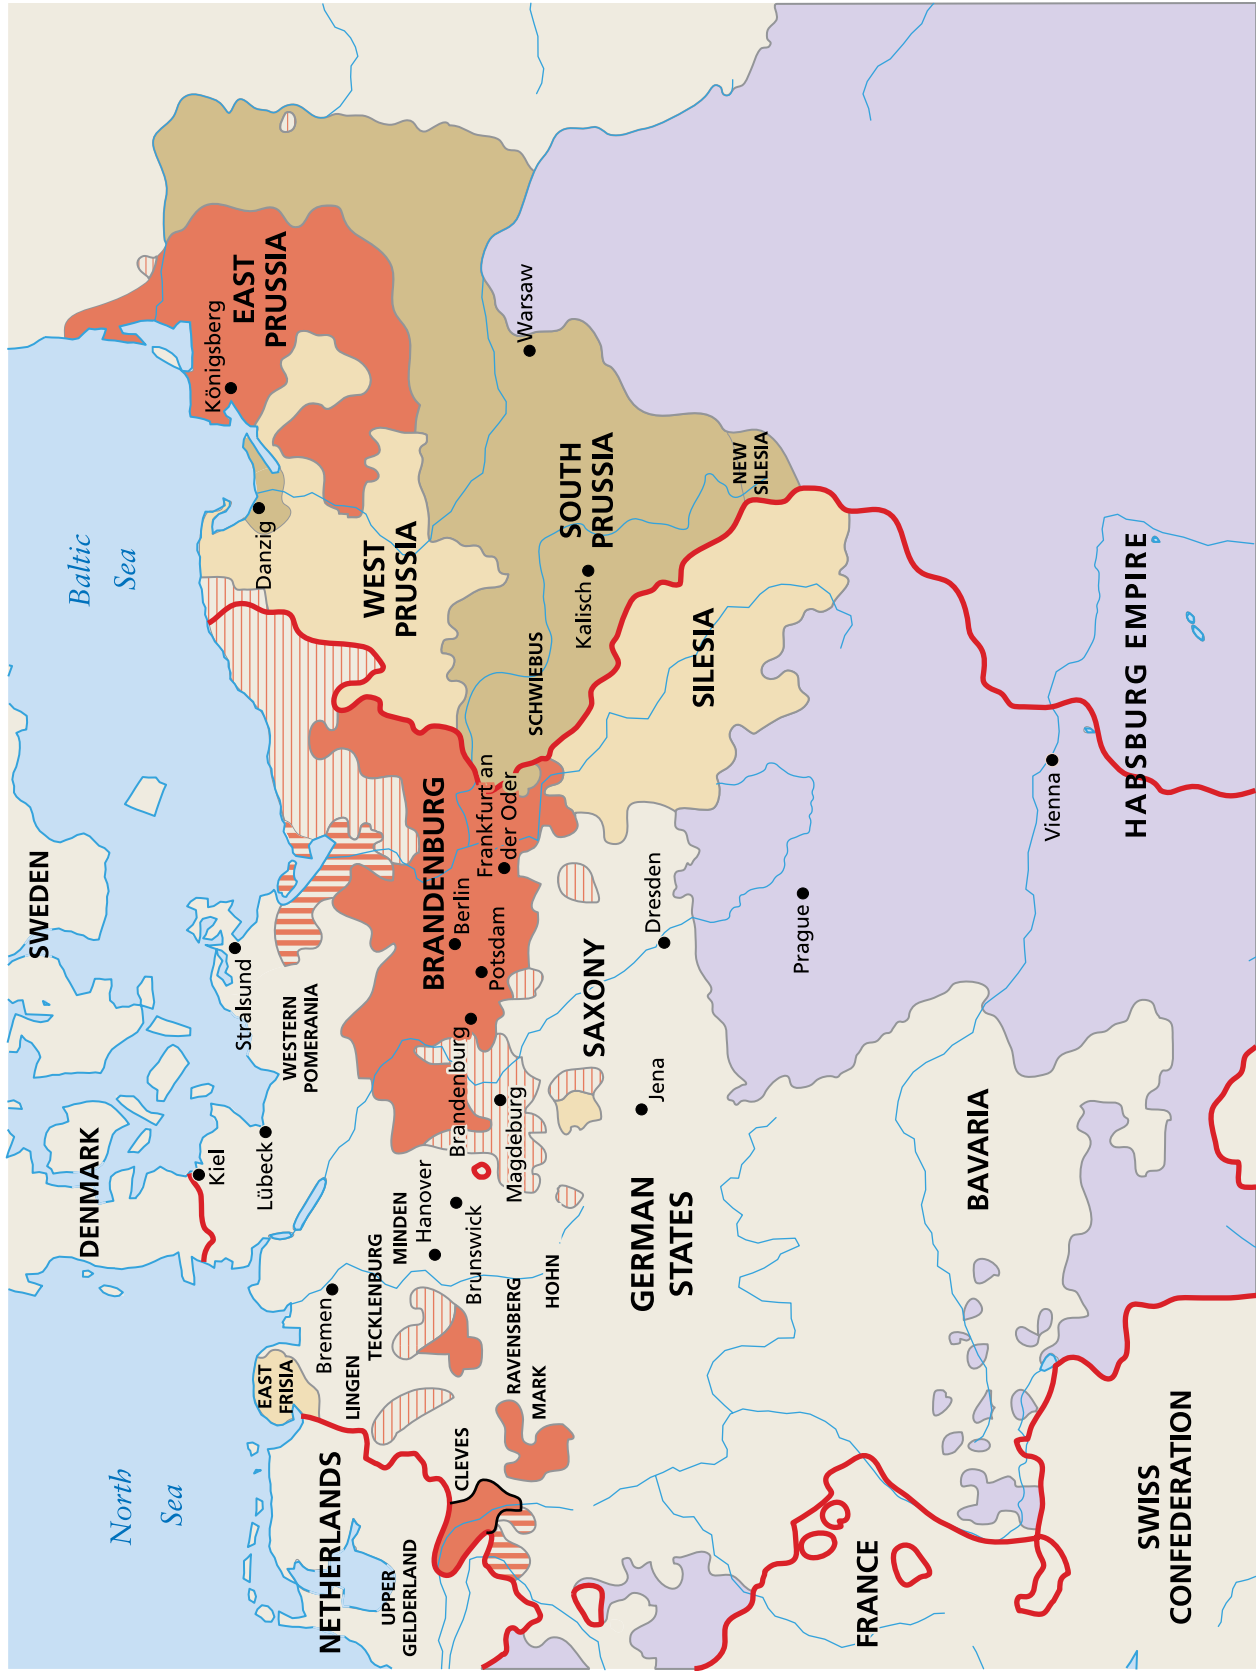 Baltic
Sea
North
Sea
SWEDEN
DENMARK
Kiel
Lübeck
Stralsund
WESTERN
POMERANIA
Danzig
Königsberg
EAST
PRUSSIA
WEST
PRUSSIA
SOUTH
PRUSSIA
NEW
SILESIA
Warsaw
Kalisch
SCHWIEBUS
SILESIA
BRANDENBURG
Frankfurt an
der Oder
Berlin
Potsdam
Brandenburg
Magdeburg
SAXONY
Dresden
Jena
Prague
Vienna
HABSBURG EMPIRE
BAVARIA
GERMAN
STATES
HOHN
Hanover
Brunswick
MINDEN
TECKLENBURG
RAVENSBERG
MARK
LINGEN
Bremen
EAST
FRISIA
CLEVES
NETHERLANDS
UPPER
GELDERLAND
FRANCE
SWISS
CONFEDERATION